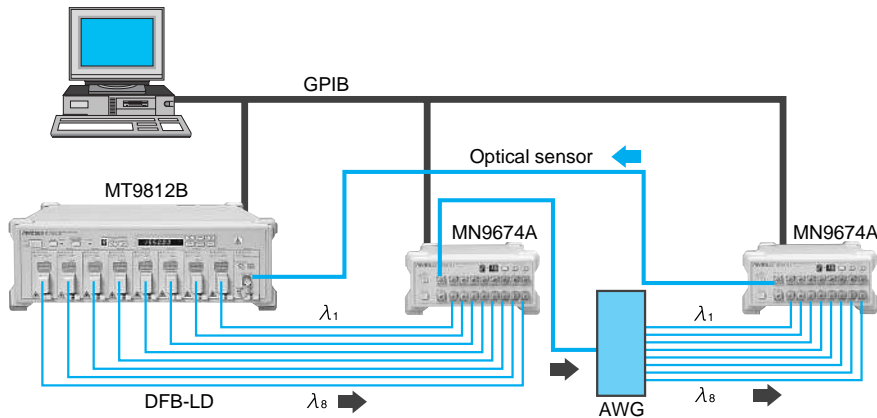 GPIB
Optical sensor
MT9812B
MN9674A
MN9674A
λ1
λ1
DFB-LD
λ8
λ8
AWG